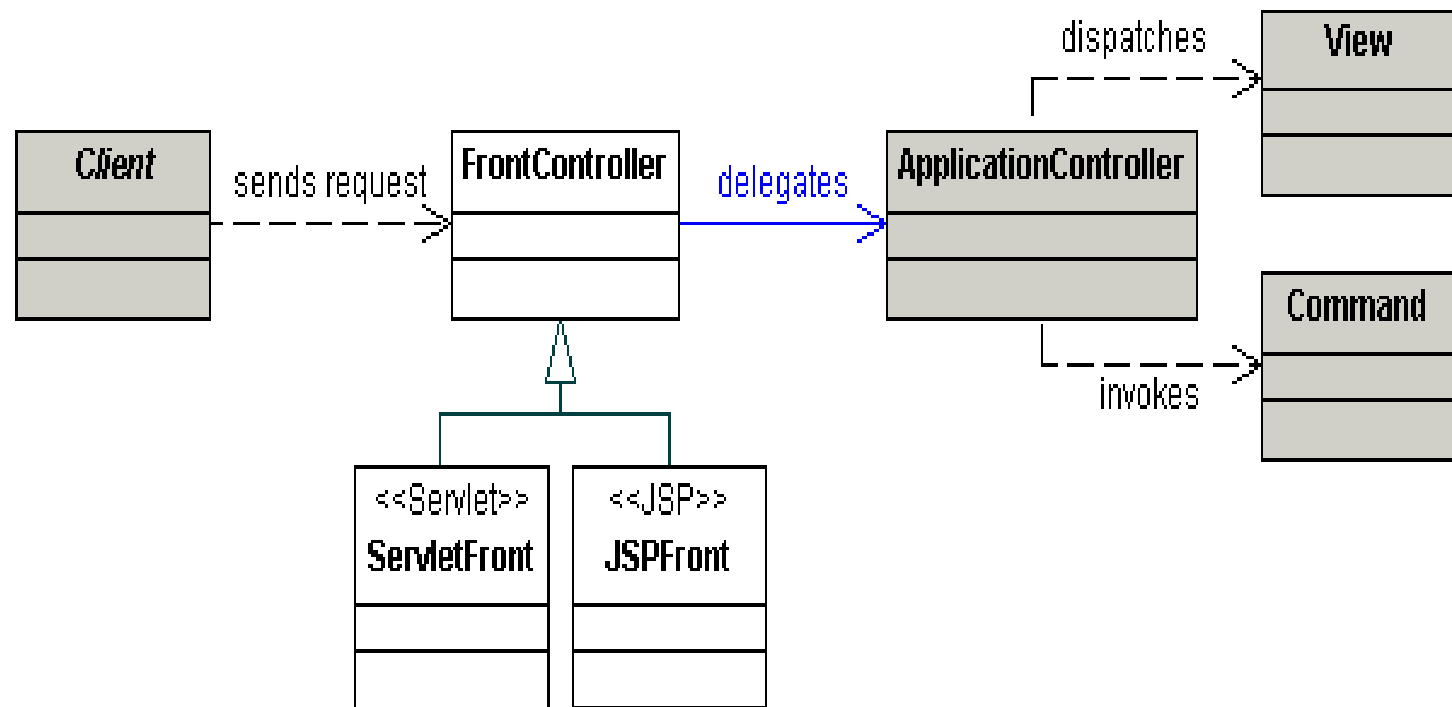 dispatches
View
Client
sends request
FrontController
delegates
ApplicationController
Command
invokes
<<Servlet>>
ServletFront
<<JSP>>
JSPFront